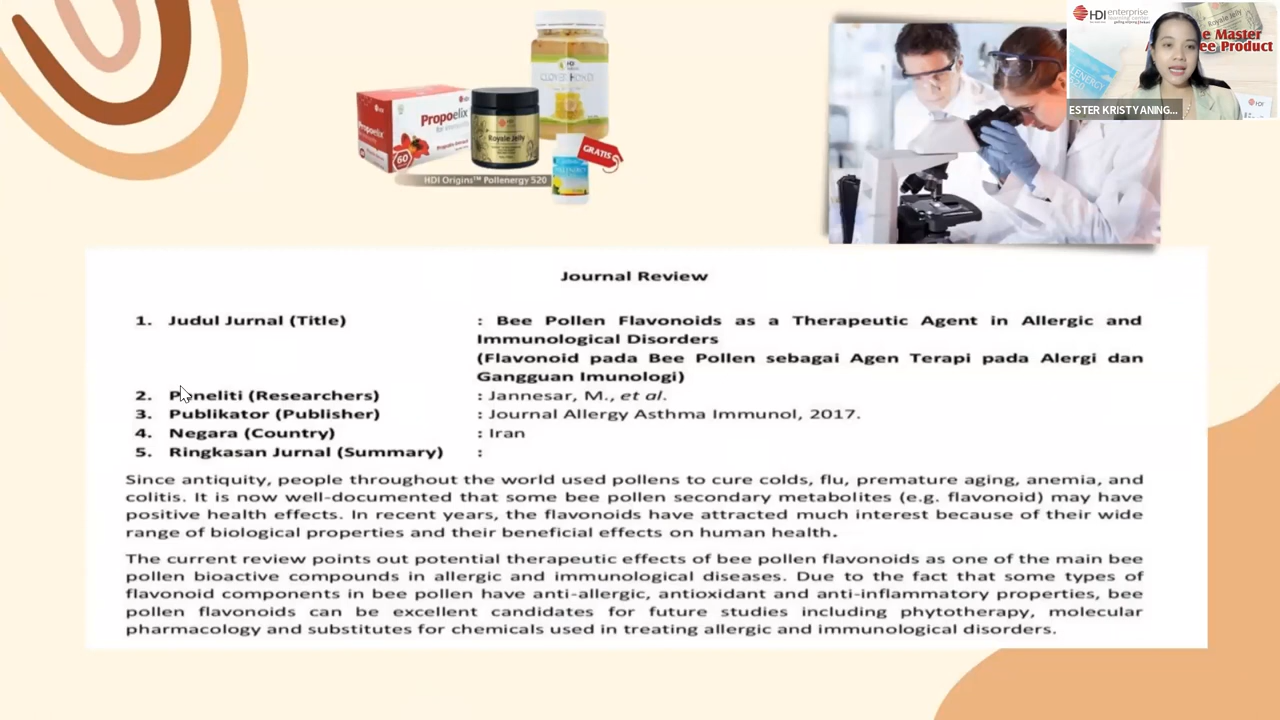 HDI enterprise
Royale Jelly
e Master
ee Product
ESTER KRISTYANING...
HDI
CLOVER HONEY
Propoelix
Royale Jelly
60
GRATIS
HDI Origins™ Pollenergy 520
Journal Review
1. Judul Jurnal (Title) : Bee Pollen Flavonoids as a Therapeutic Agent in Allergic and
Immunological Disorders
(Flavonoid pada Bee Pollen sebagai Agen Terapi pada Alergi dan
Gangguan Imunologi)
2. Peneliti (Researchers) : Jannesar, M., et al.
3. Publikator (Publisher) : Journal Allergy Asthma Immunol, 2017.
4. Negara (Country) : Iran
5. Ringkasan Jurnal (Summary) :
Since antiquity, people throughout the world used pollens to cure colds, flu, premature aging, anemia, and
colitis. It is now well-documented that some bee pollen secondary metabolites (e.g. flavonoid) may have
positive health effects. In recent years, the flavonoids have attracted much interest because of their wide
range of biological properties and their beneficial effects on human health.
The current review points out potential therapeutic effects of bee pollen flavonoids as one of the main bee
pollen bioactive compounds in allergic and immunological diseases. Due to the fact that some types of
flavonoid components in bee pollen have anti-allergic, antioxidant and anti-inflammatory properties, bee
pollen flavonoids can be excellent candidates for future studies including phytotherapy, molecular
pharmacology and substitutes for chemicals used in treating allergic and immunological disorders.